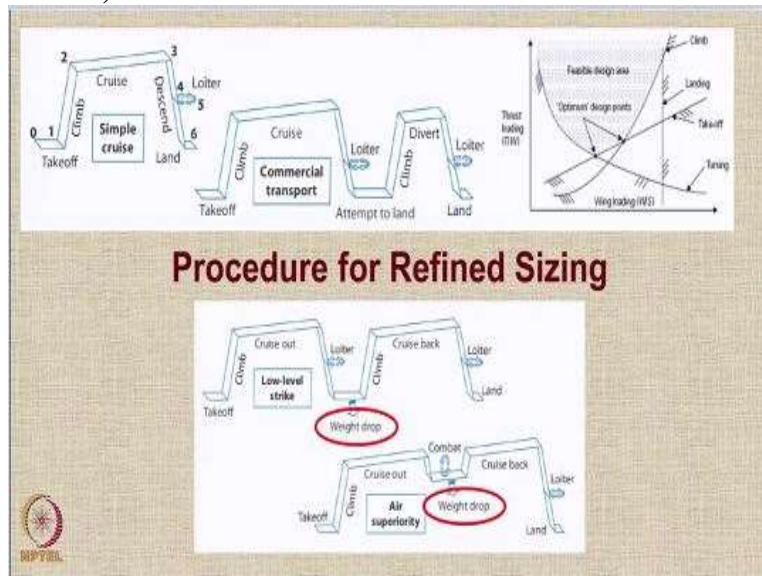 2
3
Cruise
4 Loiter
5
Climb
Descend
0 1
6
Simple
cruise
Takeoff
Land
Cruise
Divert
Climb
Loiter
Climb
Loiter
Commercial
transport
Takeoff
Attempt to land
Land
Climb
Feasible design area
Landing
'Optimum' design points
Thrust
loading
(T/W)
Take-off
Turning
Wing loading (W/S)
Procedure for Refined Sizing
Cruise out
Cruise back
Climb
Loiter
Climb
Loiter
Low-level
strike
Takeoff
Land
Weight drop
Combat
Cruise out
Cruise back
Climb
Loiter
Air
superiority
Weight drop
Takeoff
Land
NPTEL